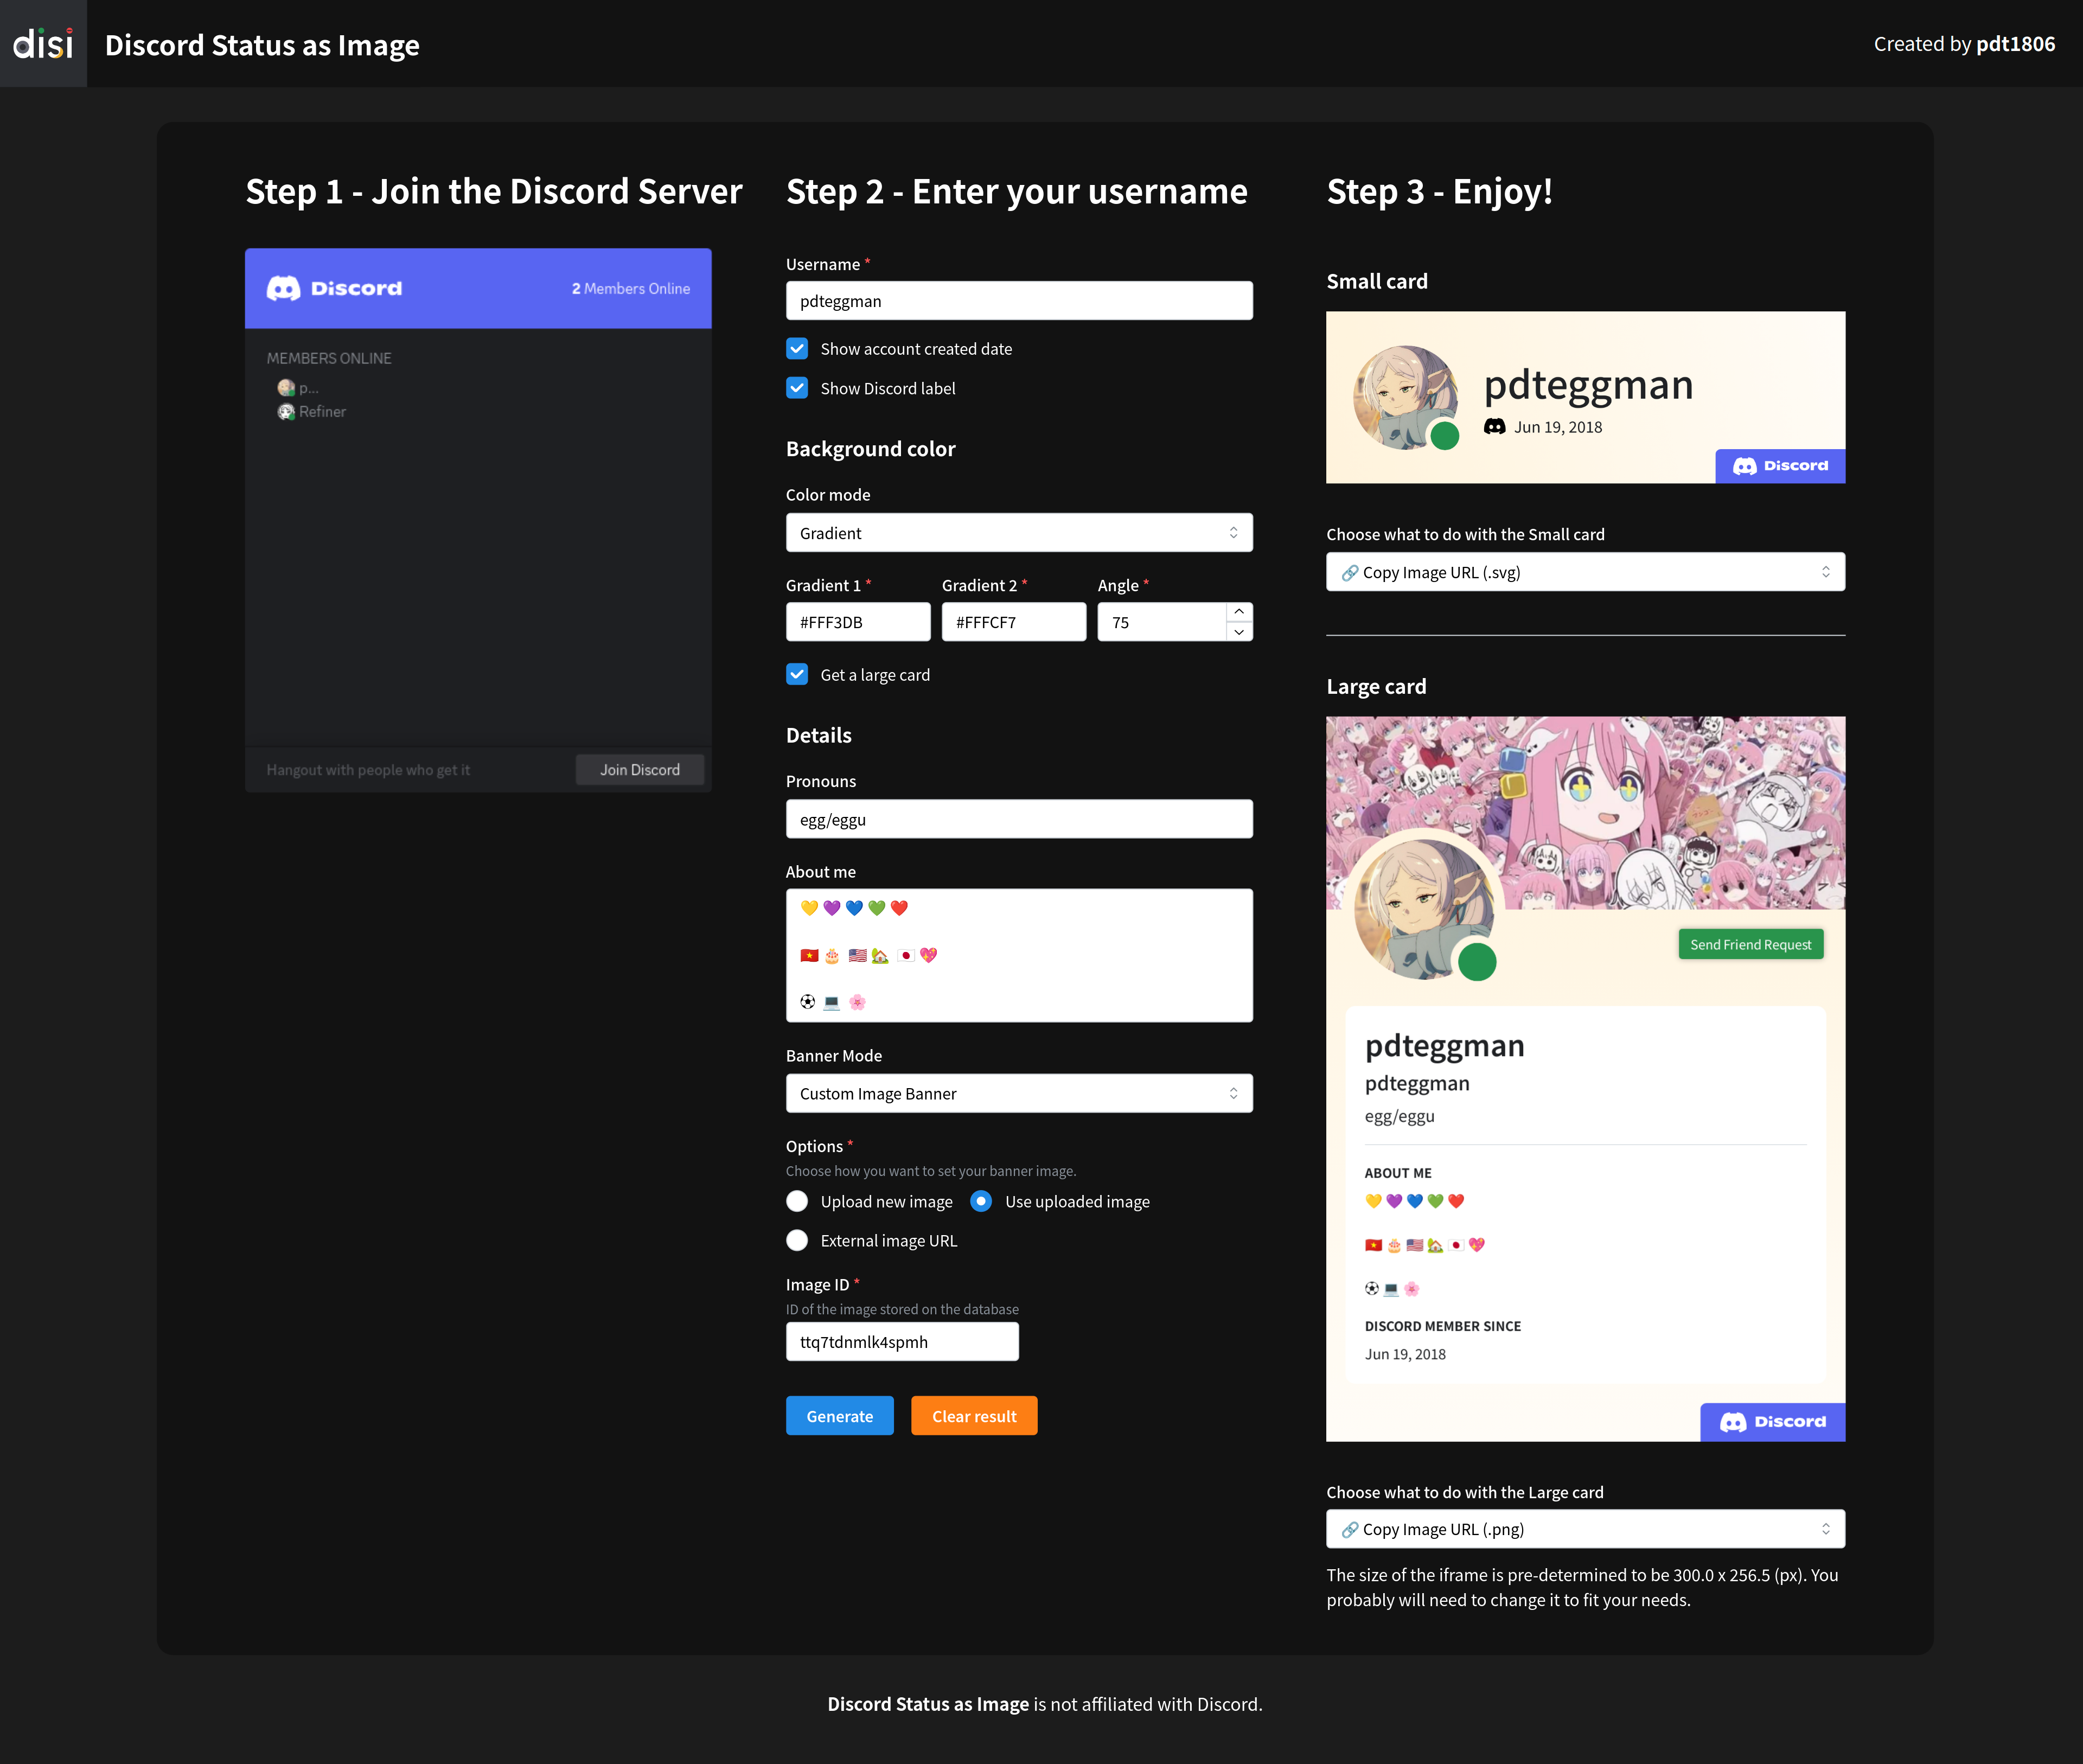 disi
Discord Status as Image
Created by pdt1806
Step 1 - Join the Discord Server
Discord
2 Members Online
MEMBERS ONLINE
p...
Refiner
Hangout with people who get it
Join Discord
Step 2 - Enter your username
Username *
pdteggman
Show account created date
Show Discord label
Background color
Color mode
Gradient
Gradient 1 *
Gradient 2 *
Angle *
#FFF3DB
#FFFCF7
75
Get a large card
Details
Pronouns
egg/eggu
About me
💛 💜 💙 💚 ❤️
🇻🇳 🎂 🇺🇸 🏡 🇯🇵 💖
⚽ 💻 🌸
Banner Mode
Custom Image Banner
Options *
Choose how you want to set your banner image.
Upload new image
Use uploaded image
External image URL
Image ID *
ID of the image stored on the database
ttq7tdnmlk4spmh
Generate
Clear result
Step 3 - Enjoy!
Small card
pdteggman
Jun 19, 2018
Discord
Choose what to do with the Small card
🔗 Copy Image URL (.svg)
Large card
Send Friend Request
pdteggman
pdteggman
egg/eggu
ABOUT ME
💛 💜 💙 💚 ❤️
🇻🇳 🎂 🇺🇸 🏡 🇯🇵 💖
⚽ 💻 🌸
DISCORD MEMBER SINCE
Jun 19, 2018
Discord
Choose what to do with the Large card
🔗 Copy Image URL (.png)
The size of the iframe is pre-determined to be 300.0 x 256.5 (px). You
probably will need to change it to fit your needs.
Discord Status as Image is not affiliated with Discord.